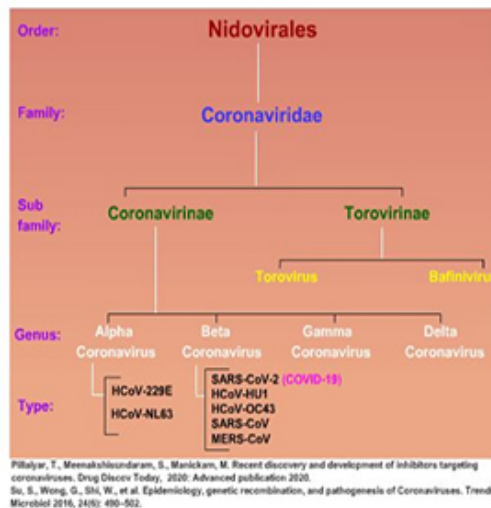 Order: Nidovirales
Family: Coronaviridae
Sub
family: Coronavirinae Torovirinae
Torovirus Bafinivirus
Genus: Alpha Coronavirus Beta Coronavirus Gamma Coronavirus Delta Coronavirus
Type:
HCoV-229E
HCoV-NL63
SARS-CoV-2 (COVID-19)
HCoV-HU1
HCoV-OC43
SARS-CoV
MERS-CoV
Pillaiyar, T., Meenakshisundaram, S., Manickam, M. Recent discovery and development of inhibitors targeting
coronaviruses. Drug Discov Today, 2020: Advanced publication 2020.
Su, S., Wong, G., Shi, W., et al. Epidemiology, genetic recombination, and pathogenesis of Coronaviruses. Trend
Microbiol 2016, 24(6): 490-502.